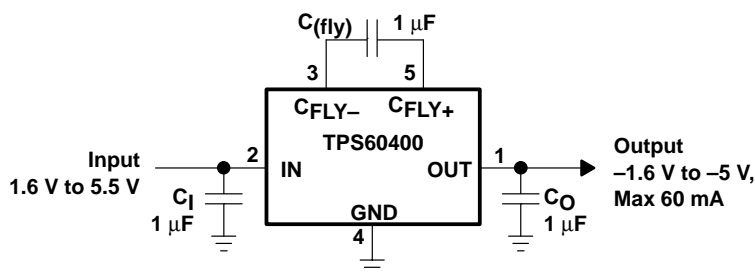 C(fly) 1 μF
3 5
CFLY– CFLY+
TPS60400
Input
1.6 V to 5.5 V
2 IN
OUT 1
Output
–1.6 V to –5 V,
Max 60 mA
CI
1 μF
GND
4
CO
1 μF